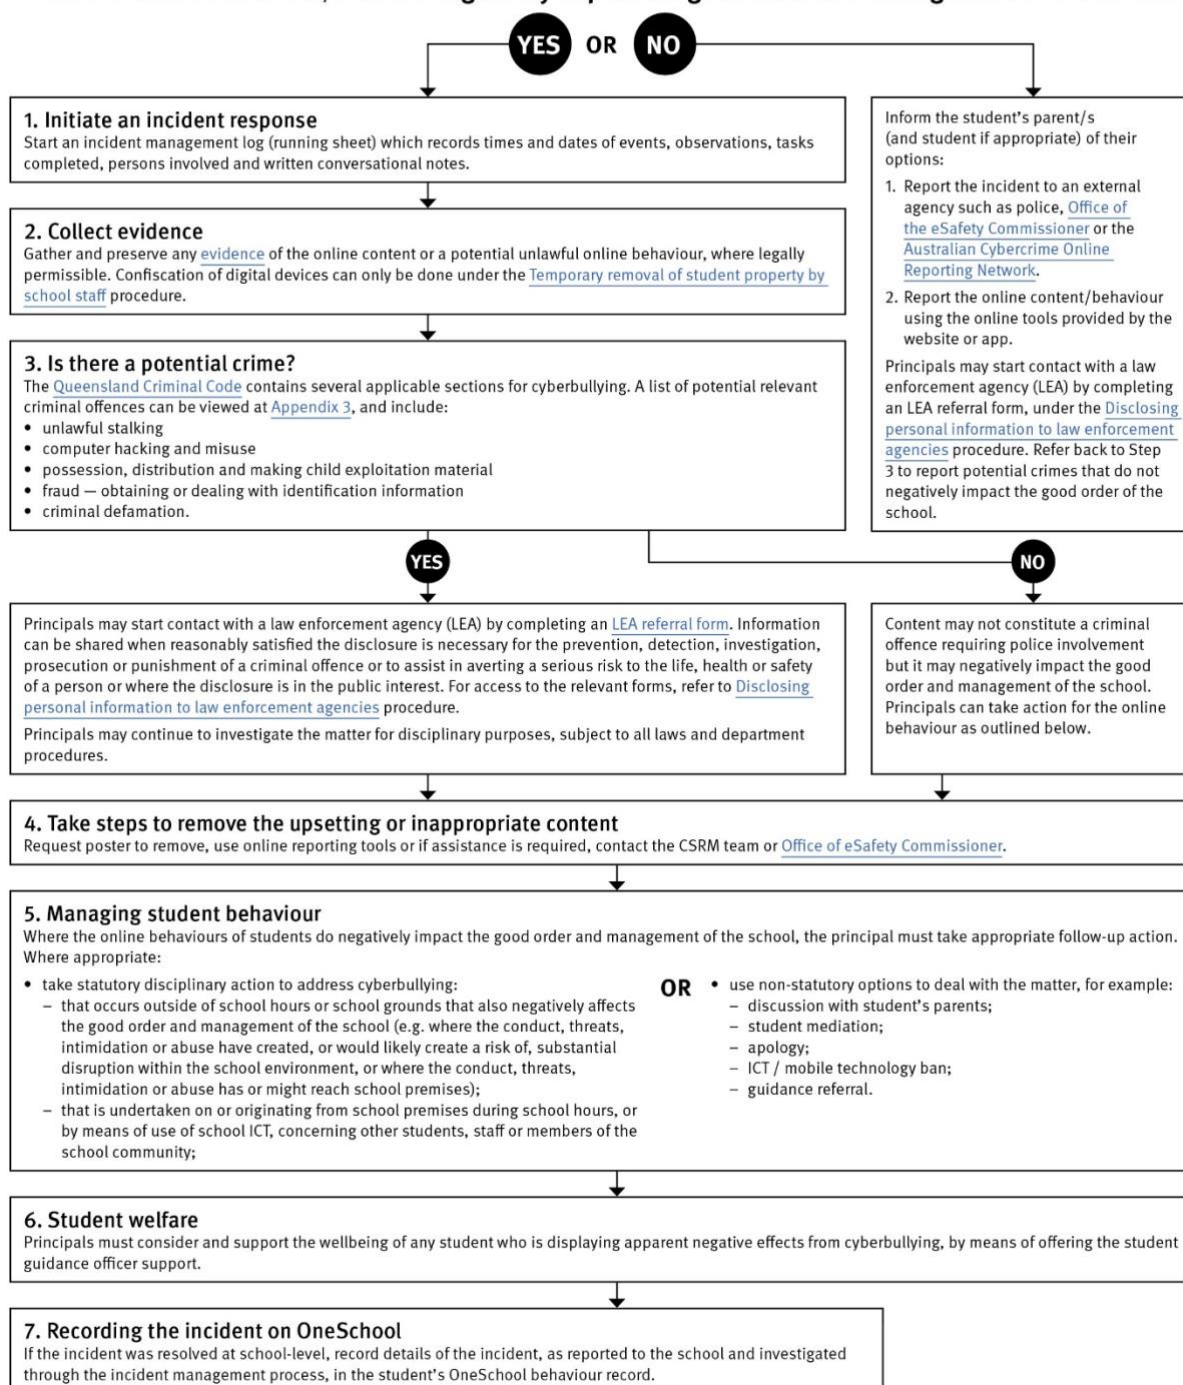 YES OR NO
1. Initiate an incident response
Start an incident management log (running sheet) which records times and dates of events, observations, tasks
completed, persons involved and written conversational notes.
2. Collect evidence
Gather and preserve any evidence of the online content or a potential unlawful online behaviour, where legally
permissible. Confiscation of digital devices can only be done under the Temporary removal of student property by
school staff procedure.
3. Is there a potential crime?
The Queensland Criminal Code contains several applicable sections for cyberbullying. A list of potential relevant
criminal offences can be viewed at Appendix 3, and include:
• unlawful stalking
• computer hacking and misuse
• possession, distribution and making child exploitation material
• fraud — obtaining or dealing with identification information
• criminal defamation.
Inform the student's parent/s
(and student if appropriate) of their
options:
1. Report the incident to an external
agency such as police, Office of
the eSafety Commissioner or the
Australian Cybercrime Online
Reporting Network.
2. Report the online content/behaviour
using the online tools provided by the
website or app.
Principals may start contact with a law
enforcement agency (LEA) by completing
an LEA referral form, under the Disclosing
personal information to law enforcement
agencies procedure. Refer back to Step
3 to report potential crimes that do not
negatively impact the good order of the
school.
YES
NO
Principals may start contact with a law enforcement agency (LEA) by completing an LEA referral form. Information
can be shared when reasonably satisfied the disclosure is necessary for the prevention, detection, investigation,
prosecution or punishment of a criminal offence or to assist in averting a serious risk to the life, health or safety
of a person or where the disclosure is in the public interest. For access to the relevant forms, refer to Disclosing
personal information to law enforcement agencies procedure.
Principals may continue to investigate the matter for disciplinary purposes, subject to all laws and department
procedures.
Content may not constitute a criminal
offence requiring police involvement
but it may negatively impact the good
order and management of the school.
Principals can take action for the online
behaviour as outlined below.
4. Take steps to remove the upsetting or inappropriate content
Request poster to remove, use online reporting tools or if assistance is required, contact the CSRM team or Office of eSafety Commissioner.
5. Managing student behaviour
Where the online behaviours of students do negatively impact the good order and management of the school, the principal must take appropriate follow-up action.
Where appropriate:
• take statutory disciplinary action to address cyberbullying:
– that occurs outside of school hours or school grounds that also negatively affects
the good order and management of the school (e.g. where the conduct, threats,
intimidation or abuse have created, or would likely create a risk of, substantial
disruption within the school environment, or where the conduct, threats,
intimidation or abuse has or might reach school premises);
– that is undertaken on or originating from school premises during school hours, or
by means of use of school ICT, concerning other students, staff or members of the
school community;
OR
• use non-statutory options to deal with the matter, for example:
– discussion with student's parents;
– student mediation;
– apology;
– ICT / mobile technology ban;
– guidance referral.
6. Student welfare
Principals must consider and support the wellbeing of any student who is displaying apparent negative effects from cyberbullying, by means of offering the student
guidance officer support.
7. Recording the incident on OneSchool
If the incident was resolved at school-level, record details of the incident, as reported to the school and investigated
through the incident management process, in the student's OneSchool behaviour record.